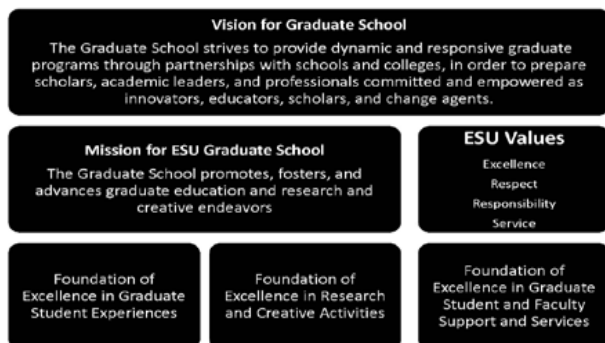 Vision for Graduate School
The Graduate School strives to provide dynamic and responsive graduate
programs through partnerships with schools and colleges, in order to prepare
scholars, academic leaders, and professionals committed and empowered as
innovators, educators, scholars, and change agents.
Mission for ESU Graduate School
The Graduate School promotes, fosters, and
advances graduate education and research and
creative endeavors
ESU Values
Excellence
Respect
Responsibility
Service
Foundation of
Excellence in Graduate
Student Experiences
Foundation of
Excellence in Research
and Creative Activities
Foundation of
Excellence in Graduate
Student and Faculty
Support and Services